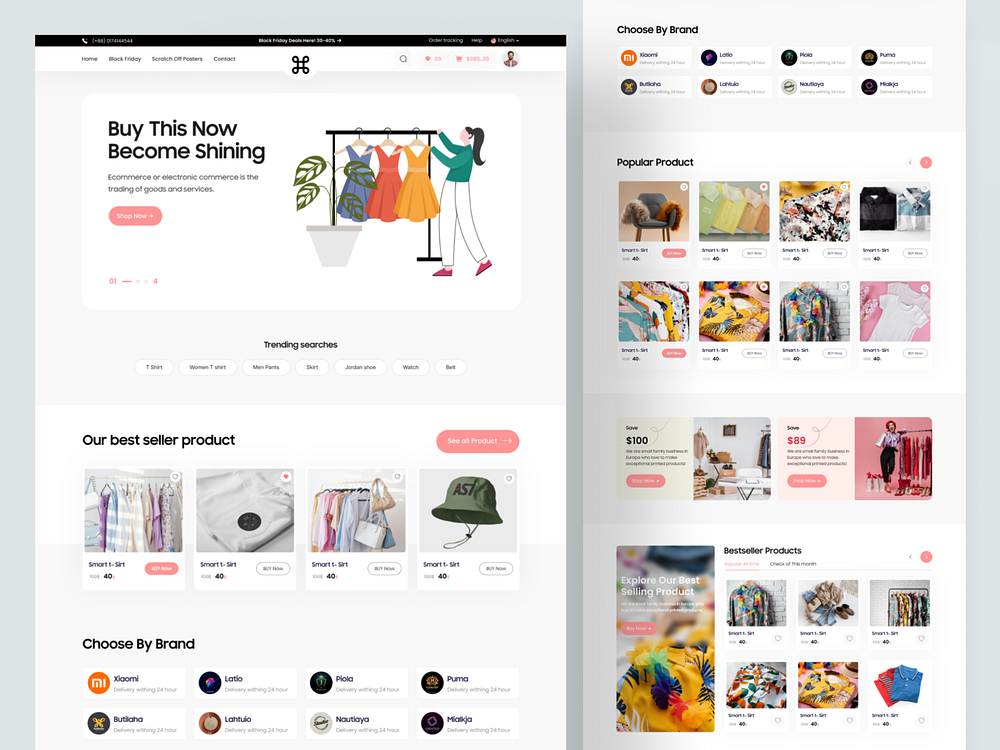 (+88) 0174144544
Black Friday Deals Here! 30-40% →
Order tracking
Help
English
Home
Black Friday
Scratch Off Posters
Contact
09
$385.35
Buy This Now
Become Shining
Ecommerce or electronic commerce is the
trading of goods and services.
Shop Now →
01
4
Trending searches
T Shirt
Women T shirt
Men Pants
Skirt
Jordan shoe
Watch
Belt
Our best seller product
See all Product
AST
Smart t- Sirt
100$ 40$
BUY Now
Smart t- Sirt
100$ 40$
BUY Now
Smart t- Sirt
100$ 40$
BUY Now
Smart t- Sirt
100$ 40$
BUY Now
Choose By Brand
Xiaomi
Delivery withing 24 hour
Latio
Delivery withing 24 hour
Piola
Delivery withing 24 hour
Puma
Delivery withing 24 hour
Butilaha
Delivery withing 24 hour
Lahtuio
Delivery withing 24 hour
Nautiaya
Delivery withing 24 hour
Mialkja
Delivery withing 24 hour
Choose By Brand
Xiaomi
Delivery withing 24 hour
Latio
Delivery withing 24 hour
Piola
Delivery withing 24 hour
Puma
Delivery withing 24 hour
Butilaha
Delivery withing 24 hour
Lahtuio
Delivery withing 24 hour
Nautiaya
Delivery withing 24 hour
Mialkja
Delivery withing 24 hour
Popular Product
Smart t- Sirt
100$ 40$
BUY Now
Smart t- Sirt
100$ 40$
BUY Now
Smart t- Sirt
100$ 40$
BUY Now
Smart t- Sirt
100$ 40$
BUY Now
Smart t- Sirt
100$ 40$
BUY Now
Smart t- Sirt
100$ 40$
BUY Now
Smart t- Sirt
100$ 40$
BUY Now
Smart t- Sirt
100$ 40$
BUY Now
Save
$100
We are small family business in
Europe who love to make
exceptional printed products!
Shop Now →
Save
$89
We are small family business in
Europe who love to make
exceptional printed products!
Shop Now →
Explore Our Best
Selling Product
We are small family business in Europe who
love to make exceptional printed products.
Buy Now →
Bestseller Products
Popular All time
Check of This month
Smart t- Sirt
100$ 40$
Smart t- Sirt
100$ 40$
Smart t- Sirt
100$ 40$
Smart t- Sirt
100$ 40$
Smart t- Sirt
100$ 40$
Smart t- Sirt
100$ 40$